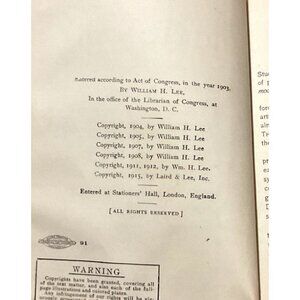 Entered according to Act of Congress, in the year 1903,
BY WILLIAM H. LEE,
In the office of the Librarian of Congress, at
Washington, D. C.
Copyright, 1904, by William H. Lee
Copyright, 1905, by William H. Lee
Copyright, 1907, by William H. Lee
Copyright, 1908, by William H. Lee
Copyright, 1911, 1912, by Wm. H. Lee.
Copyright, 1915, by Laird & Lee, Inc.
Entered at Stationers' Hall, London, England.
[ALL RIGHTS RESERVED]
91
WARNING
Copyrights have been granted, covering all
of the text matter, and also each of the full-
page illustrations and colored plates.
Any infringement of our rights will be